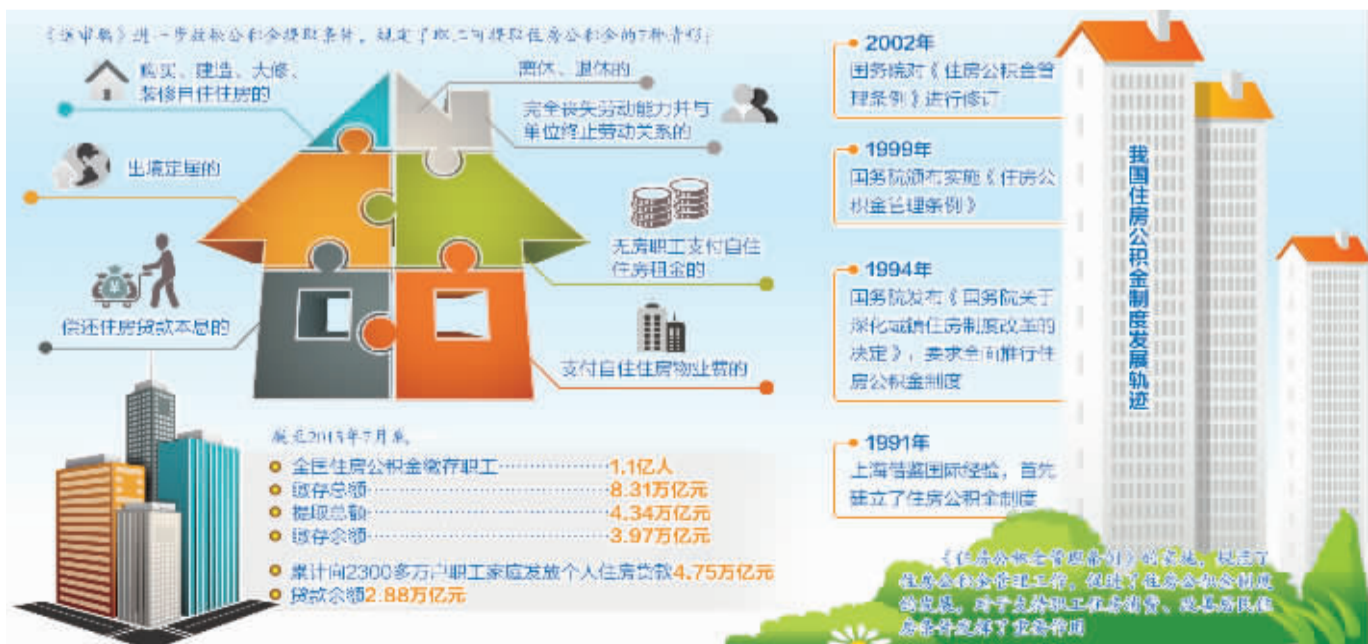 《送审稿》进一步放松公积金提取条件，规定了职工可提取住房公积金的7种情形：
购买、建造、大修、
装修自住住房的
离休、退休的
完全丧失劳动能力并与
单位终止劳动关系的
出境定居的
无房职工支付自住
住房租金的
偿还住房贷款本息的
支付自住住房物业费的
截至2015年7月底，
全国住房公积金缴存职工………………1.1亿人
缴存总额………………8.31万亿元
提取总额………………4.34万亿元
缴存余额………………3.97万亿元
累计向2300多万户职工家庭发放个人住房贷款4.75万亿元
贷款余额2.88万亿元
我国住房公积金制度发展轨迹
2002年
国务院对《住房公积金管
理条例》进行修订
1999年
国务院颁布实施《住房公
积金管理条例》
1994年
国务院发布《国务院关于
深化城镇住房制度改革的
决定》，要求全面推行住
房公积金制度
1991年
上海借鉴国际经验，首先
建立了住房公积金制度
《住房公积金管理条例》的实施，规范了
住房公积金管理工作，促进了住房公积金制度
的发展，对于支持职工住房消费、改善居民住
房条件发挥了重要作用